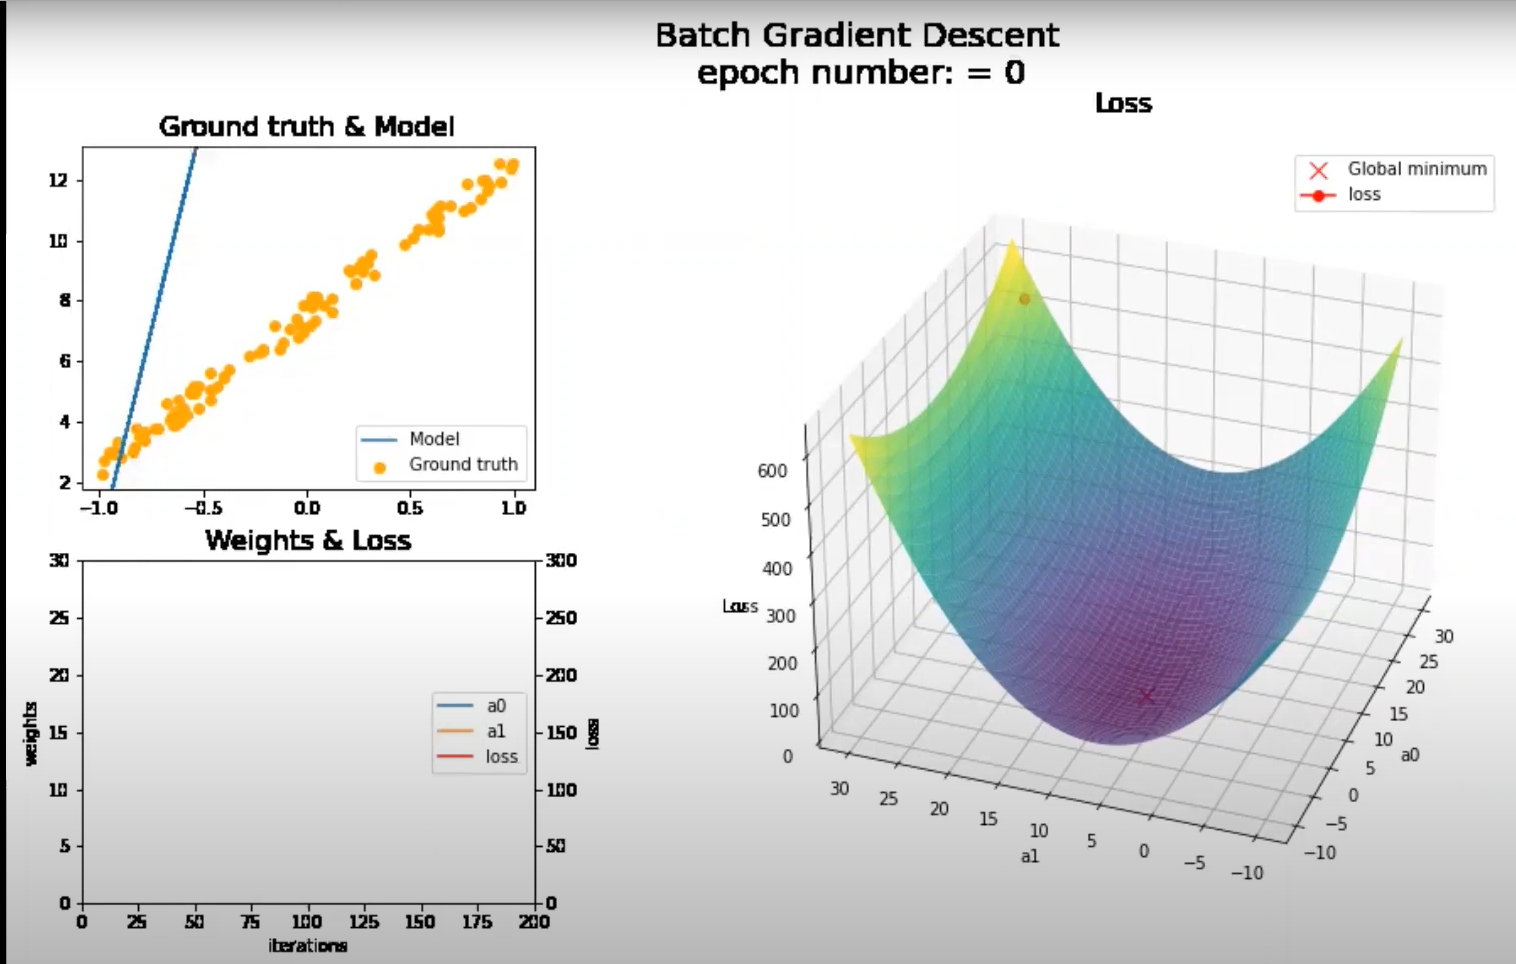 Batch Gradient Descent
epoch number: = 0
Ground truth & Model
12
10
8
6
4
2
−1.0 −0.5 0.0 0.5 1.0
Model
Ground truth
Weights & Loss
30
25
20
15
10
5
0
weights
300
250
200
150
100
50
0
loss
a0
a1
loss
0 25 50 75 100 125 150 175 200
iterations
Loss
Global minimum
loss
600
500
400
300
200
100
0
Loss
30 25 20 15 10 5 0 −5 −10
a1
30
25
20
15
10
5
0
−5
−10
a0